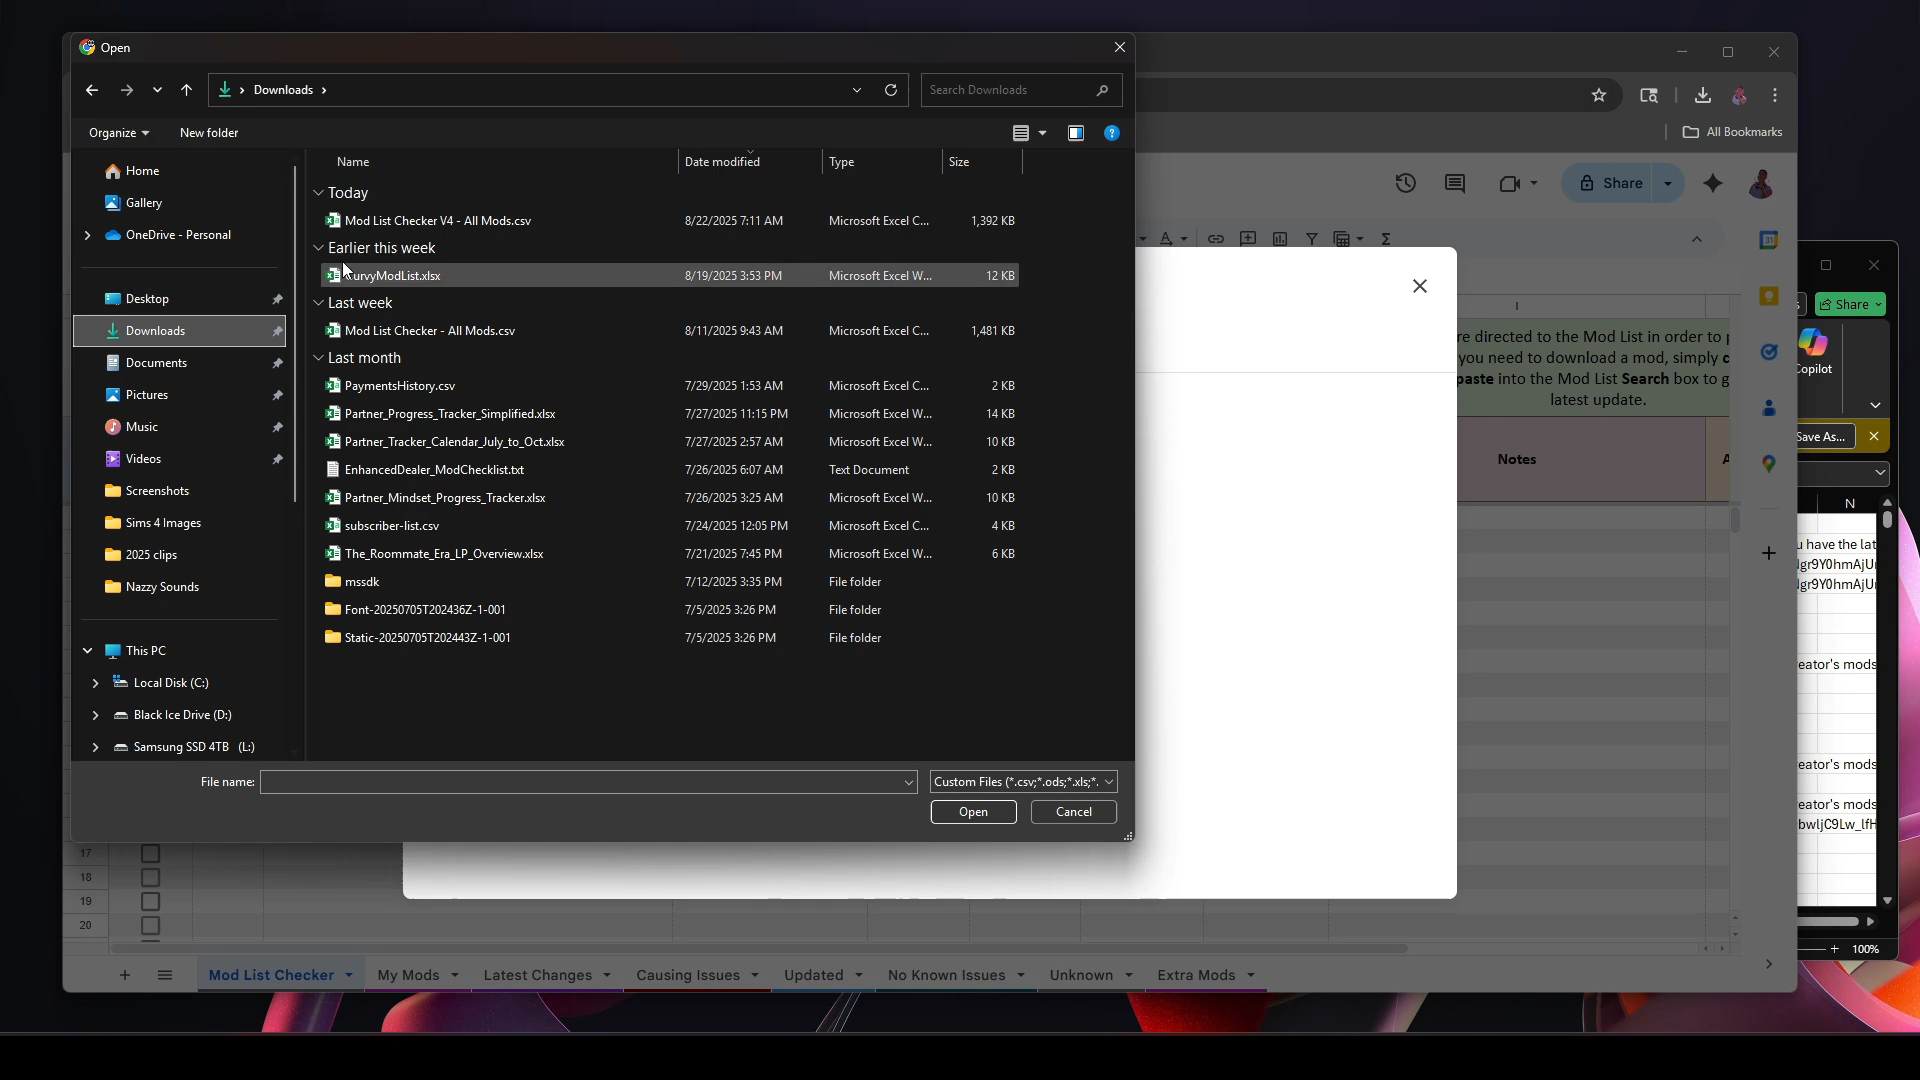 Open
Downloads
Search Downloads
All Bookmarks
Organize
New folder
Name
Date modified
Type
Size
Home
Gallery
OneDrive - Personal
Desktop
Downloads
Documents
Pictures
Music
Videos
Screenshots
Sims 4 Images
2025 clips
Nazzy Sounds
This PC
Local Disk (C:)
Black Ice Drive (D:)
Samsung SSD 4TB (L:)
Today
Mod List Checker V4 - All Mods.csv 8/22/2025 7:11 AM Microsoft Excel C... 1,392 KB
Earlier this week
urvyModList.xlsx 8/19/2025 3:53 PM Microsoft Excel W... 12 KB
Last week
Mod List Checker - All Mods.csv 8/11/2025 9:43 AM Microsoft Excel C... 1,481 KB
Last month
PaymentsHistory.csv 7/29/2025 1:53 AM Microsoft Excel C... 2 KB
Partner_Progress_Tracker_Simplified.xlsx 7/27/2025 11:15 PM Microsoft Excel W... 14 KB
Partner_Tracker_Calendar_July_to_Oct.xlsx 7/27/2025 2:57 AM Microsoft Excel W... 10 KB
EnhancedDealer_ModChecklist.txt 7/26/2025 6:07 AM Text Document 2 KB
Partner_Mindset_Progress_Tracker.xlsx 7/26/2025 3:25 AM Microsoft Excel W... 10 KB
subscriber-list.csv 7/24/2025 12:05 PM Microsoft Excel C... 4 KB
The_Roommate_Era_LP_Overview.xlsx 7/21/2025 7:45 PM Microsoft Excel W... 6 KB
mssdk 7/12/2025 3:35 PM File folder
Font-20250705T202436Z-1-001 7/5/2025 3:26 PM File folder
Static-20250705T202443Z-1-001 7/5/2025 3:26 PM File folder
File name:
Custom Files (*.csv;*.ods;*.xls;*.
Open
Cancel
Share
I
re directed to the Mod List in order to
you need to download a mod, simply
paste into the Mod List Search box to g
latest update.
Notes
A
17
18
19
20
Mod List Checker
My Mods
Latest Changes
Causing Issues
Updated
No Known Issues
Unknown
Extra Mods
31
s
Share
Copilot
Save As...
N
u have the lat
eator's mods
eator's mods
eator's mods
100%